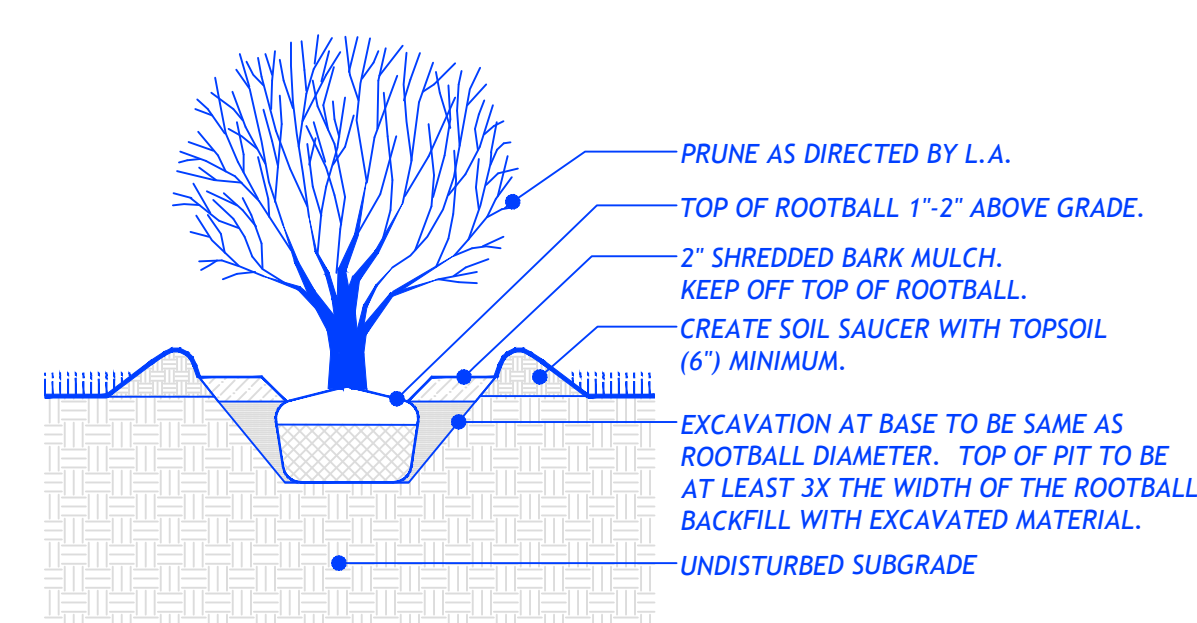 PRUNE AS DIRECTED BY L.A.
TOP OF ROOTBALL 1"-2" ABOVE GRADE.
2" SHREDDED BARK MULCH.
KEEP OFF TOP OF ROOTBALL.
CREATE SOIL SAUCER WITH TOPSOIL
(6") MINIMUM.
EXCAVATION AT BASE TO BE SAME AS
ROOTBALL DIAMETER.  TOP OF PIT TO BE
AT LEAST 3X THE WIDTH OF THE ROOTBALL
BACKFILL WITH EXCAVATED MATERIAL.
UNDISTURBED SUBGRADE